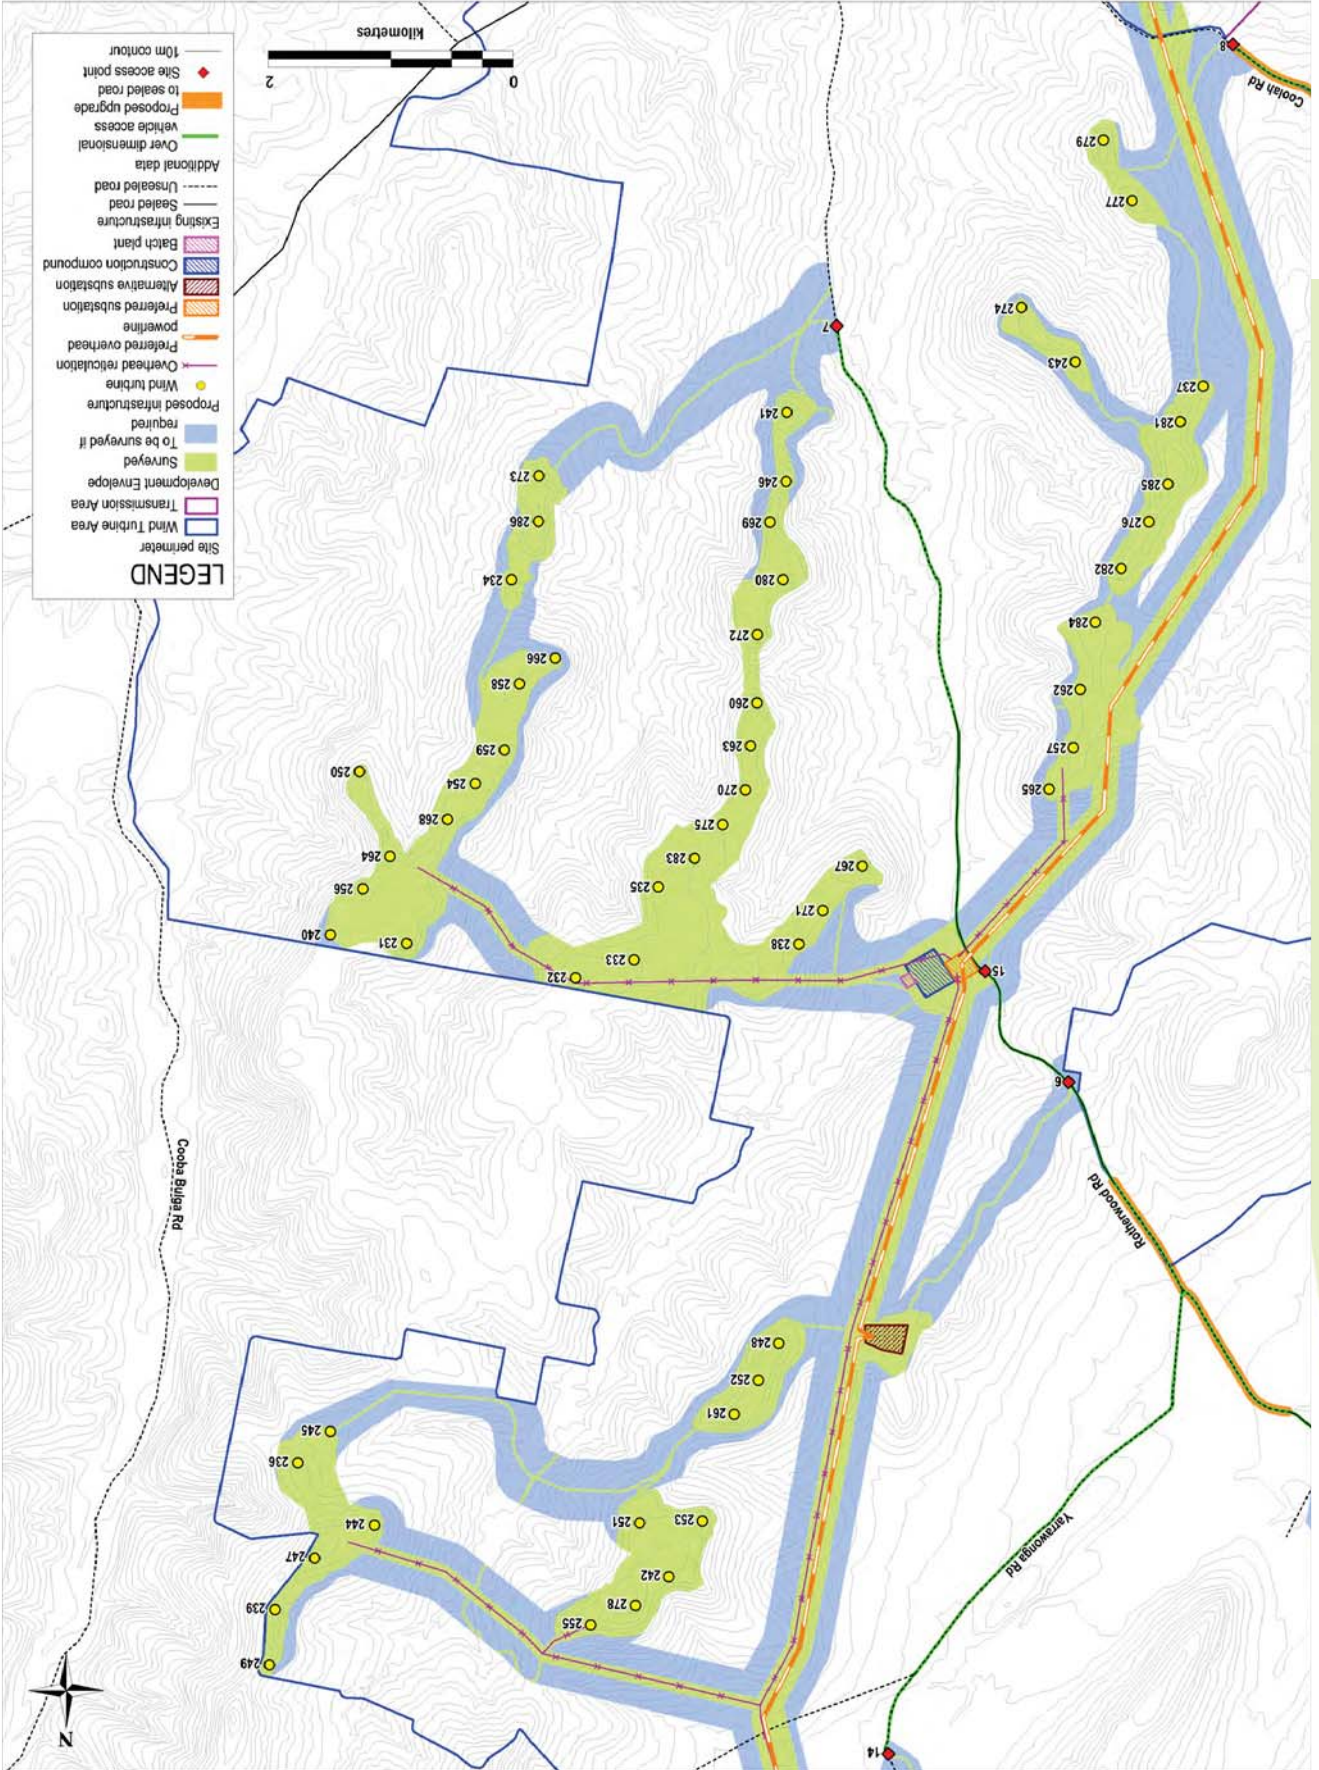 14
N
249
255
239
278
242
247
Yarrawonga Rd
244
253
251
236
245
261
252
248
Rotherwood Rd
Cooba Bulga Rd
6
15
232
233
238
231
240
271
256
235
267
283
264
275
268
265
270
254
250
257
263
259
260
262
258
266
272
284
280
234
282
276
269
286
285
246
273
281
241
237
243
7
274
277
279
Coolah Rd
8
LEGEND
Site perimeter
Wind Turbine Area
Transmission Area
Development Envelope
Surveyed
To be surveyed if
required
Proposed infrastructure
Wind turbine
Overhead reticulation
Preferred overhead
powerline
Preferred substation
Alternative substation
Construction compound
Batch plant
Existing infrastructure
Sealed road
Unsealed road
Additional data
Over dimensional
vehicle access
Proposed upgrade
to sealed road
Site access point
10m contour
0 2
kilometres